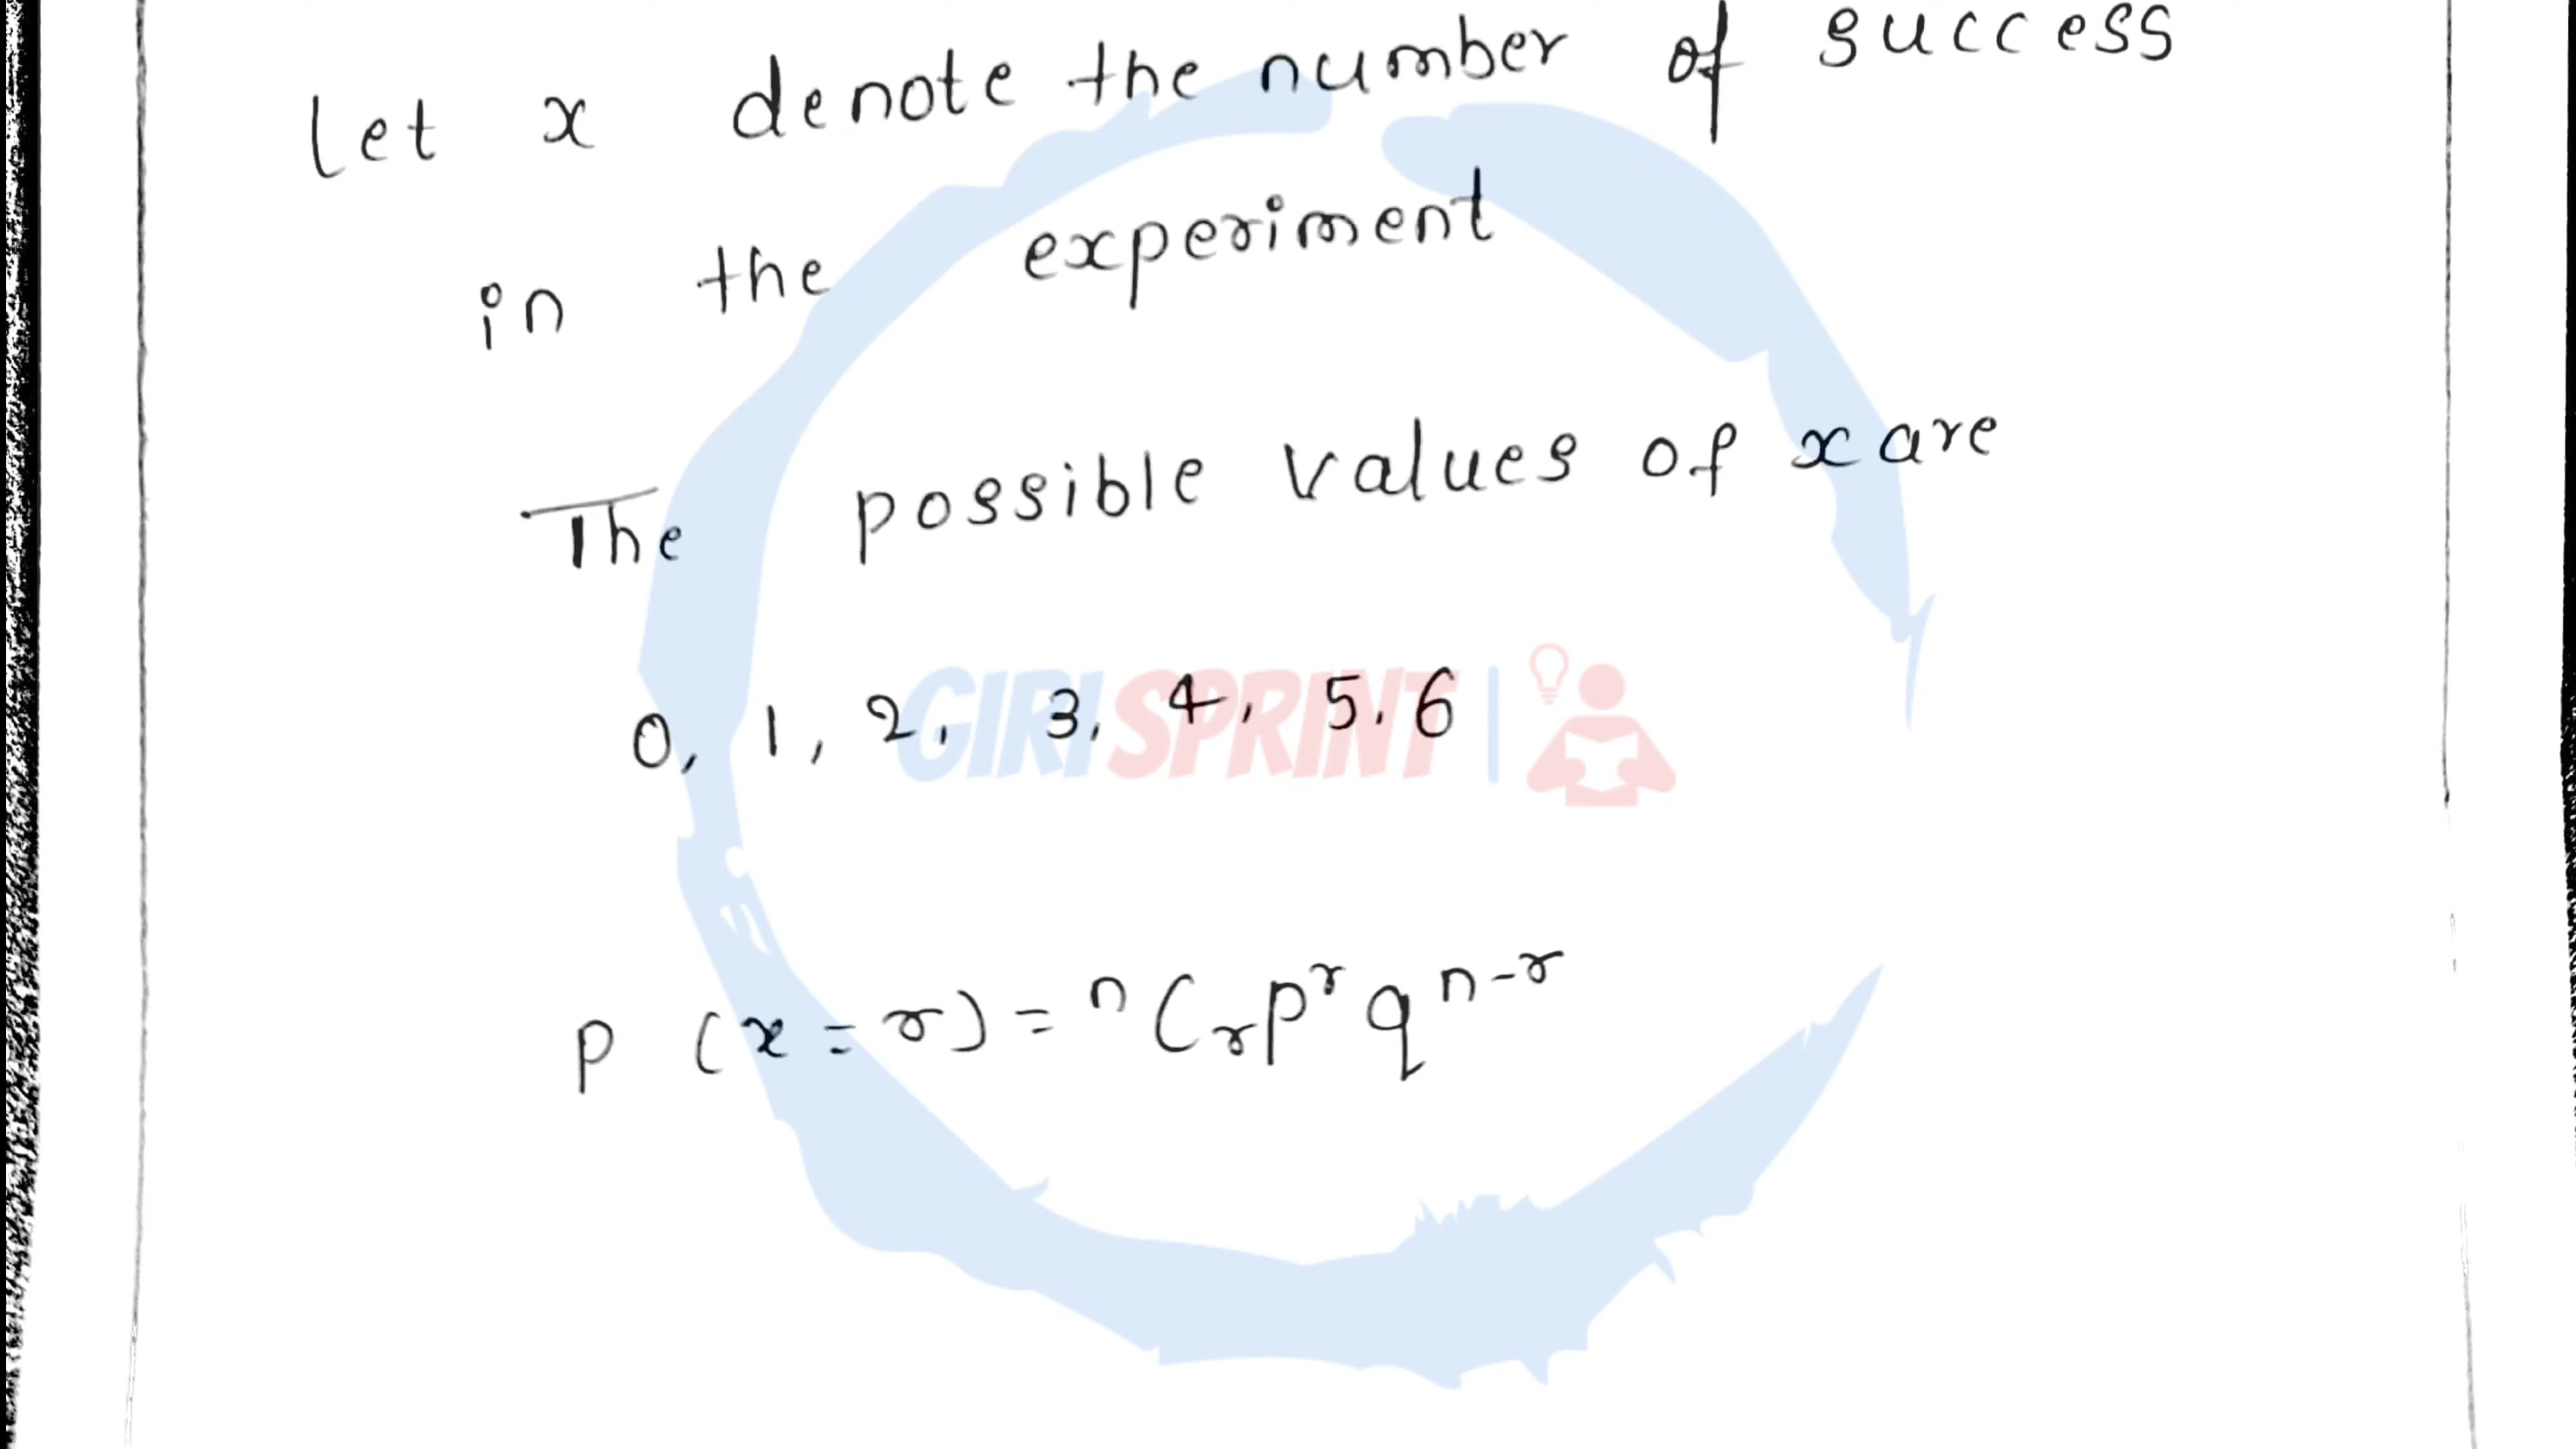 Let x denote the number of success
in the experiment
The possible values of x are
0, 1, 2, 3, 4, 5, 6
GIRISPRINT
P (x = r) = ⁿCᵣ pʳ qⁿ⁻ʳ